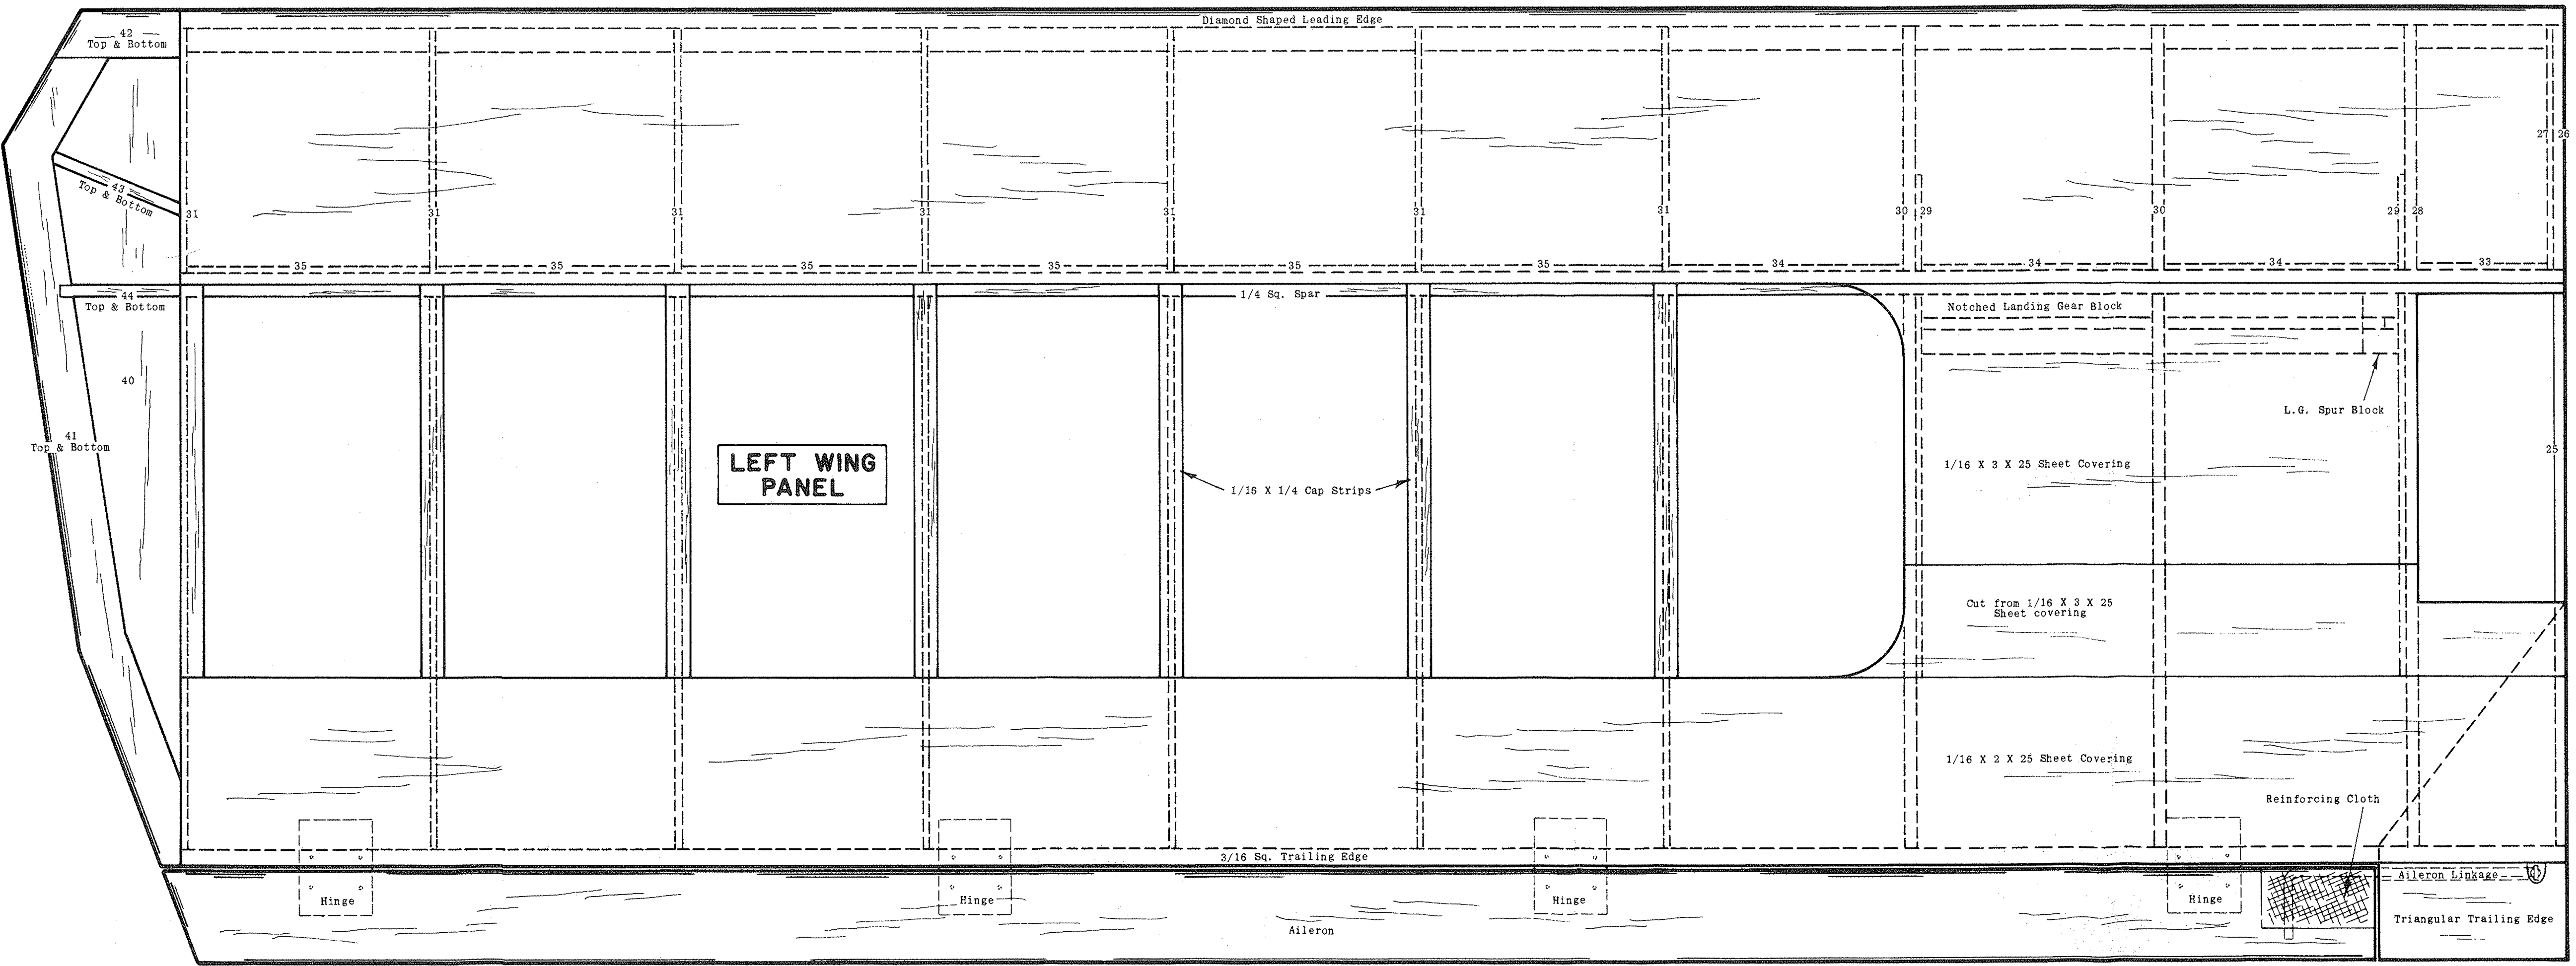 Diamond Shaped Leading Edge
42
Top & Bottom
27 26
43
Top & Bottom
31 31 31 31 31 31 31 30 29 30 29 28
35 35 35 35 35 35 34 34 34 33
44
Top & Bottom
1/4 Sq. Spar
Notched Landing Gear Block
40
L.G. Spur Block
41
Top & Bottom
25
LEFT WING
PANEL
1/16 X 1/4 Cap Strips
1/16 X 3 X 25 Sheet Covering
Cut from 1/16 X 3 X 25
Sheet covering
1/16 X 2 X 25 Sheet Covering
Reinforcing Cloth
3/16 Sq. Trailing Edge
Aileron Linkage
Hinge Hinge Hinge Hinge
Triangular Trailing Edge
Aileron